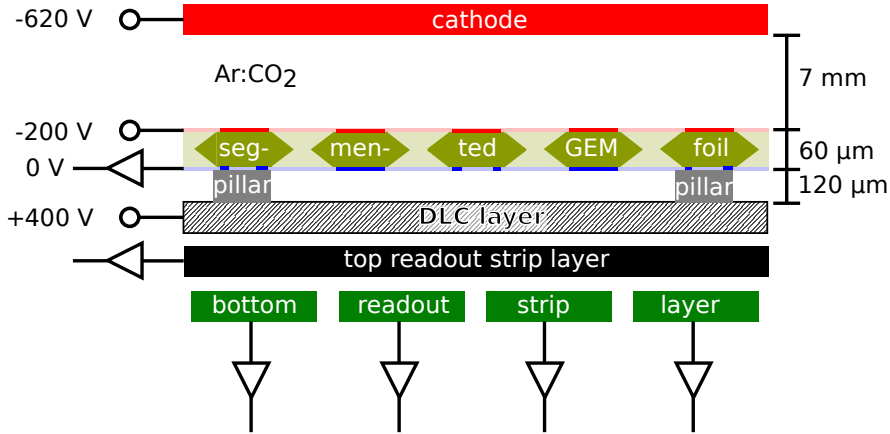 -620 V
cathode
Ar:CO2
7 mm
-200 V
seg- men- ted GEM foil
60 µm
0 V
pillar pillar
120 µm
+400 V
DLC layer
top readout strip layer
bottom readout strip layer